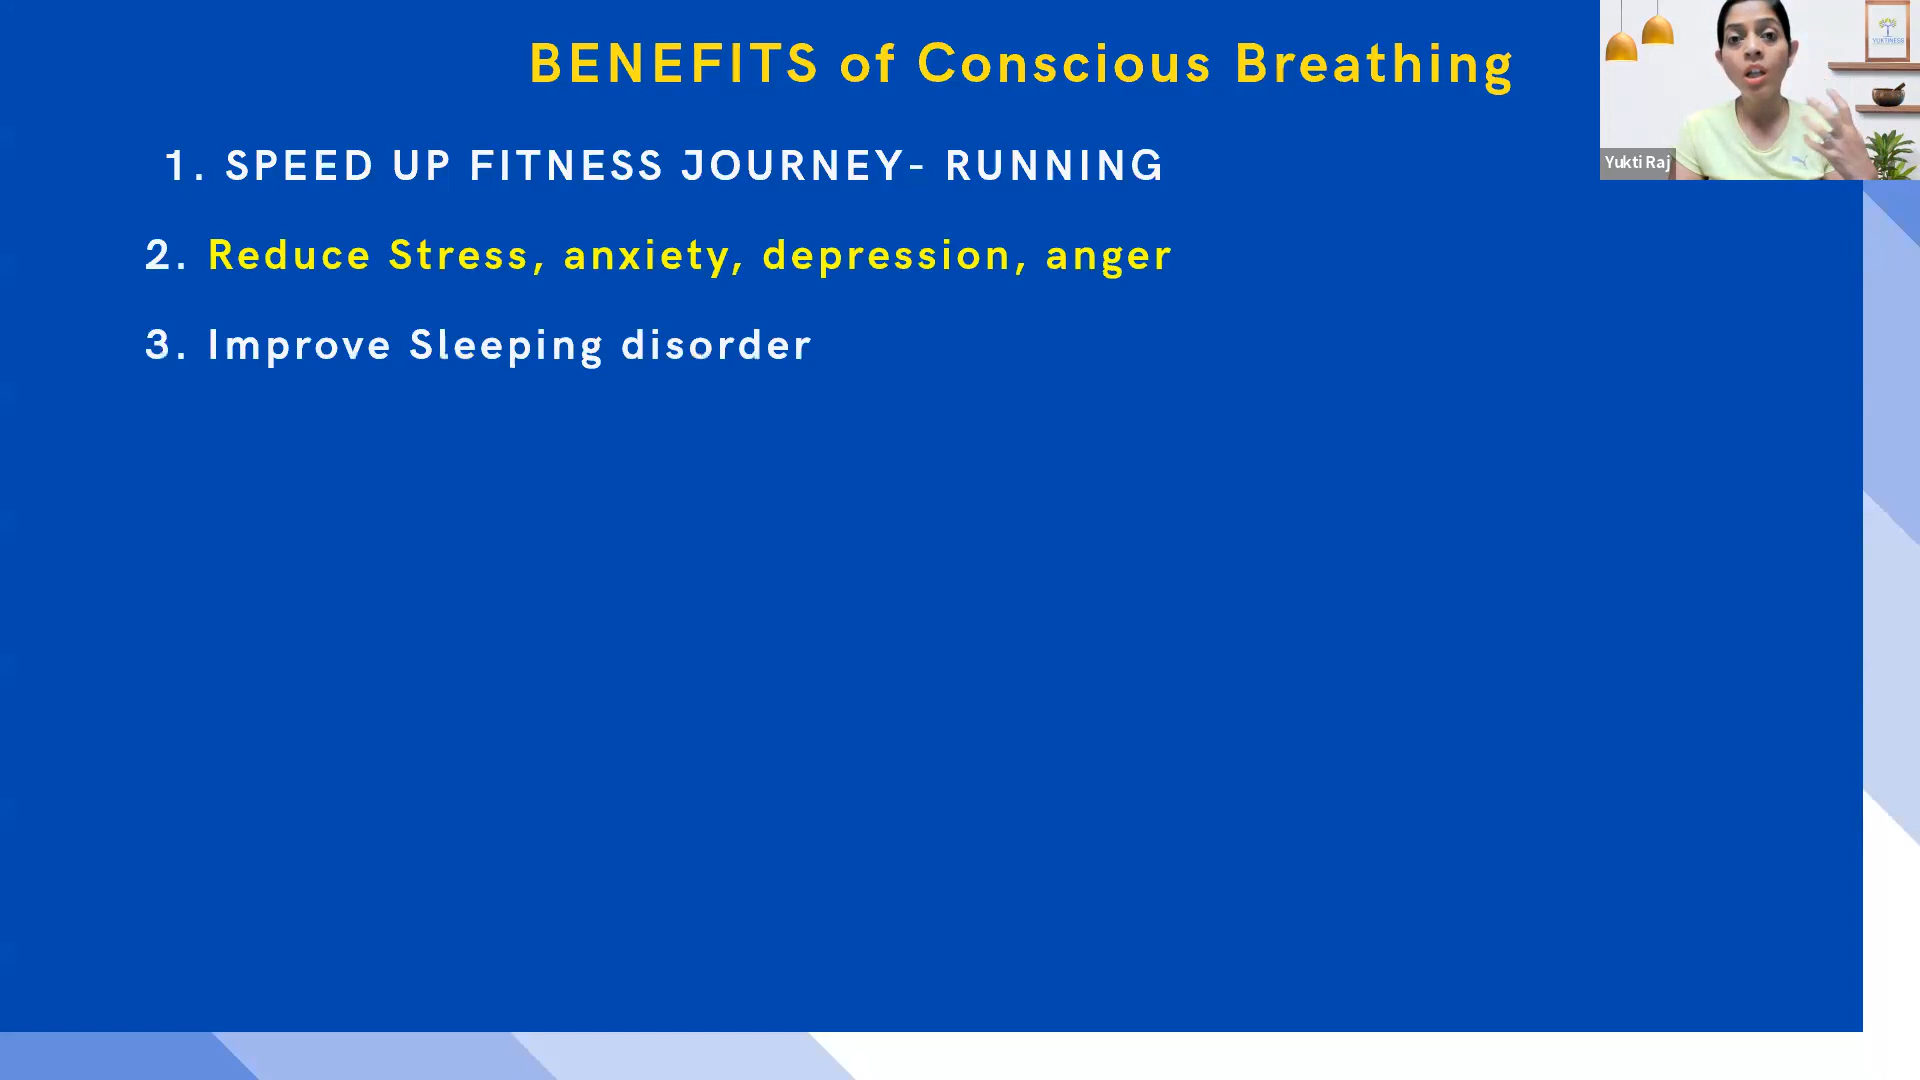 BENEFITS of Conscious Breathing
1. SPEED UP FITNESS JOURNEY- RUNNING
2. Reduce Stress, anxiety, depression, anger
3. Improve Sleeping disorder
Yukti Raj
YUKTINESS